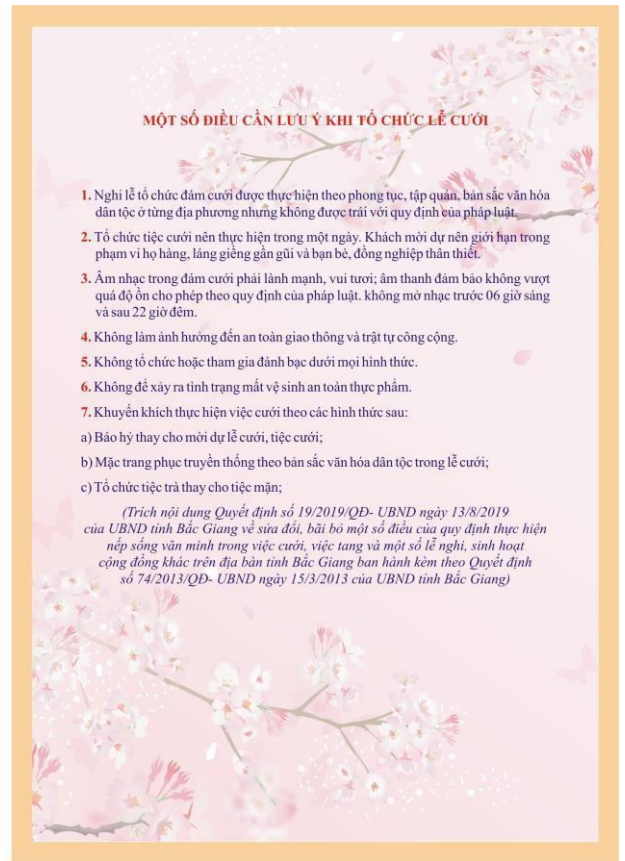 MỘT SỐ ĐIỀU CẦN LƯU Ý KHI TỔ CHỨC LỄ CƯỚI
1. Nghi lễ tổ chức đám cưới được thực hiện theo phong tục, tập quán, bản sắc văn hóa
dân tộc ở từng địa phương nhưng không được trái với quy định của pháp luật.
2. Tổ chức tiệc cưới nên thực hiện trong một ngày. Khách mời dự nên giới hạn trong
phạm vi họ hàng, láng giềng gần gũi và bạn bè, đồng nghiệp thân thiết.
3. Âm nhạc trong đám cưới phải lành mạnh, vui tươi; âm thanh đảm bảo không vượt
quá độ ồn cho phép theo quy định của pháp luật. không mở nhạc trước 06 giờ sáng
và sau 22 giờ đêm.
4. Không làm ảnh hưởng đến an toàn giao thông và trật tự công cộng.
5. Không tổ chức hoặc tham gia đánh bạc dưới mọi hình thức.
6. Không để xảy ra tình trạng mất vệ sinh an toàn thực phẩm.
7. Khuyến khích thực hiện việc cưới theo các hình thức sau:
a) Báo hỷ thay cho mời dự lễ cưới, tiệc cưới;
b) Mặc trang phục truyền thống theo bản sắc văn hóa dân tộc trong lễ cưới;
c) Tổ chức tiệc trà thay cho tiệc mặn;
(Trích nội dung Quyết định số 19/2019/QĐ- UBND ngày 13/8/2019
của UBND tỉnh Bắc Giang về sửa đổi, bãi bỏ một số điều của quy định thực hiện
nếp sống văn minh trong việc cưới, việc tang và một số lễ nghi, sinh hoạt
cộng đồng khác trên địa bàn tỉnh Bắc Giang ban hành kèm theo Quyết định
số 74/2013/QĐ- UBND ngày 15/3/2013 của UBND tỉnh Bắc Giang)